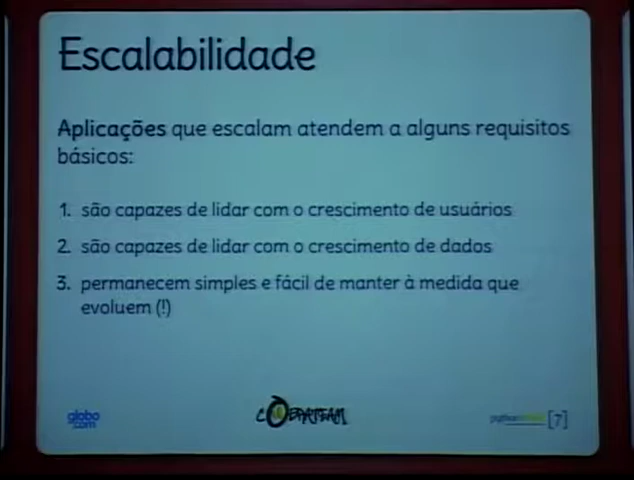 Escalabilidade
Aplicações que escalam atendem a alguns requisitos
básicos:
1. são capazes de lidar com o crescimento de usuários
2. são capazes de lidar com o crescimento de dados
3. permanecem simples e fácil de manter à medida que
evoluem (!)
globo
.com
[7]